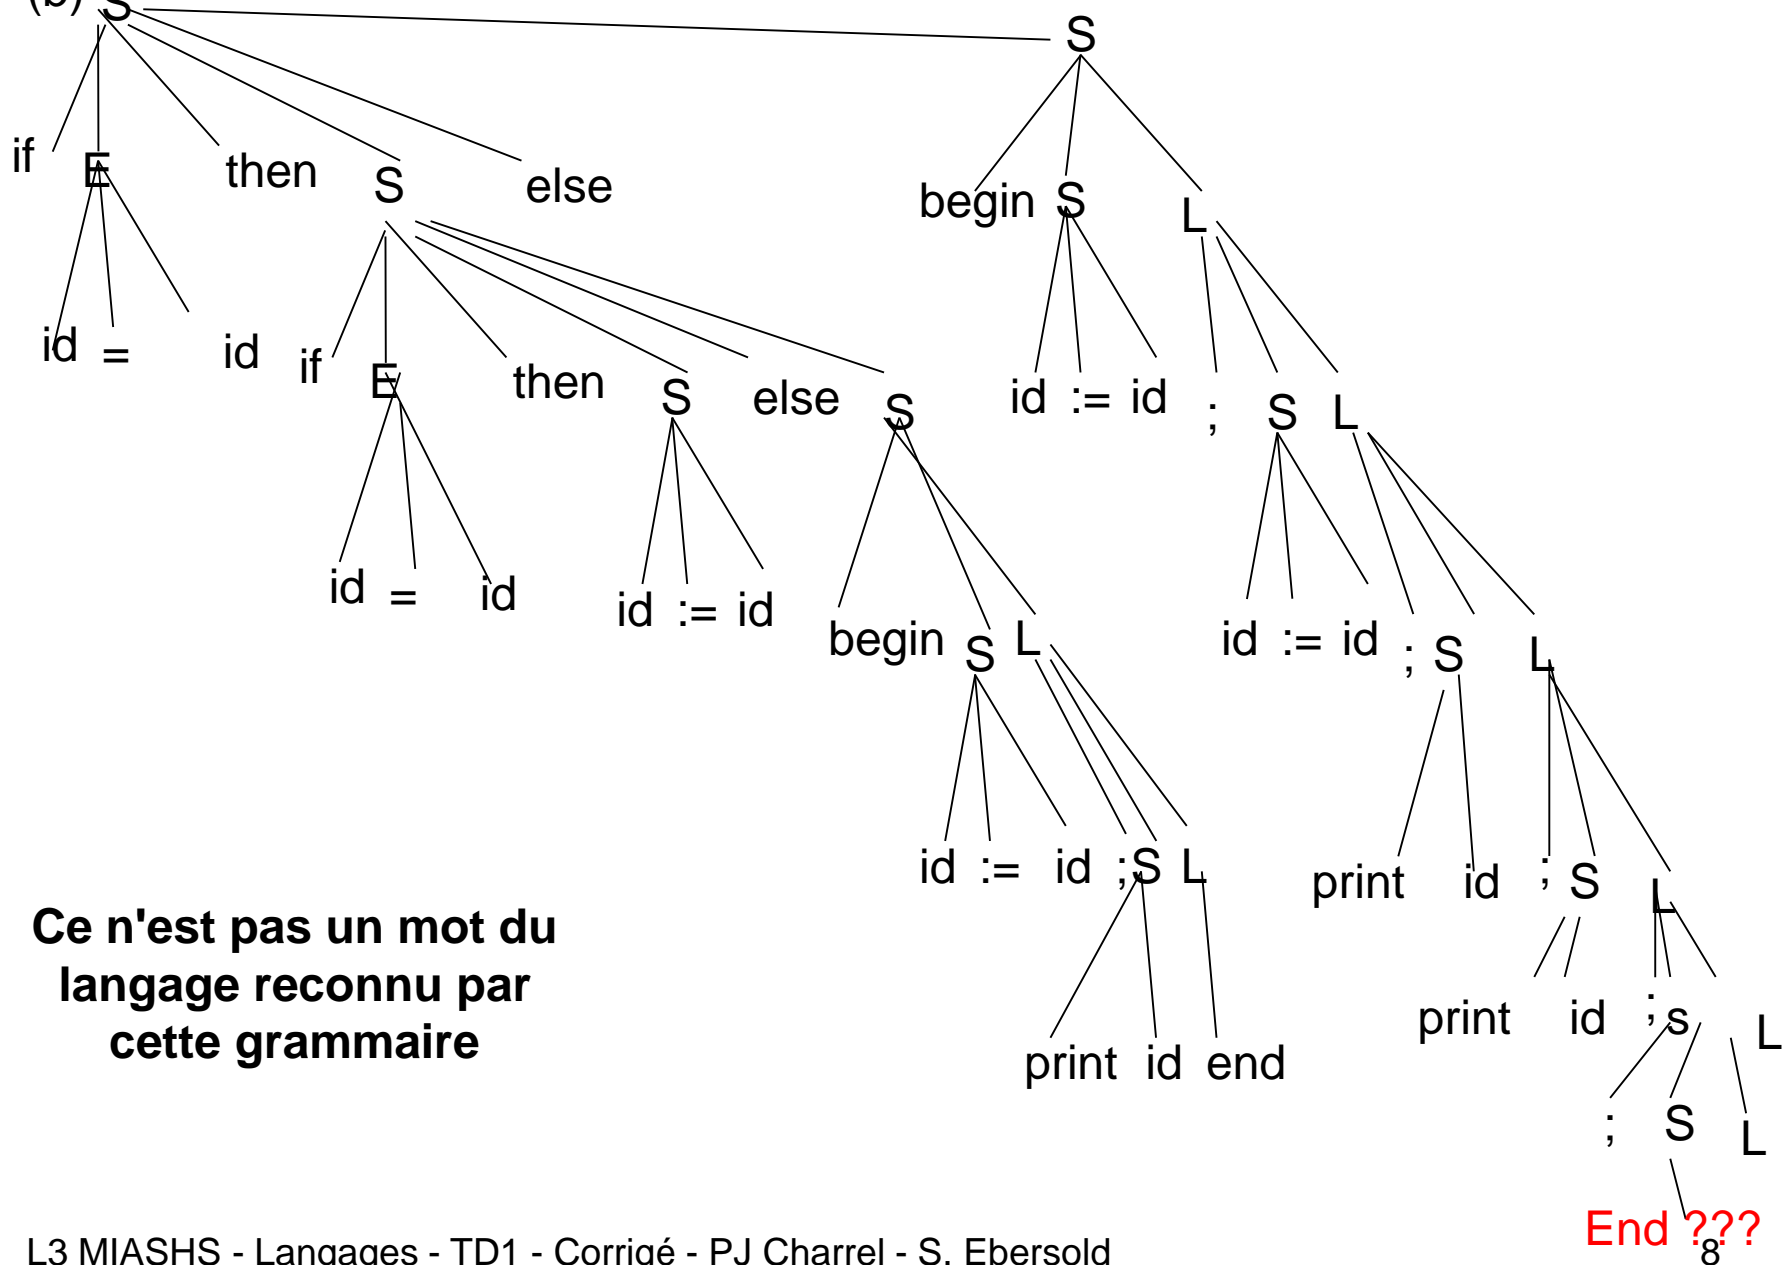 (b) S
S
if E then S else
begin S L
id = id if E then S else S
id := id ; S L
id = id id := id begin S L
id := id ; S L
id := id ; S L
print id ; S L
Ce n'est pas un mot du
langage reconnu par
cette grammaire
print id end
print id ; s L
; S L
End ???
L3 MIASHS - Langages - TD1 - Corrigé - PJ Charrel - S. Ebersold
8